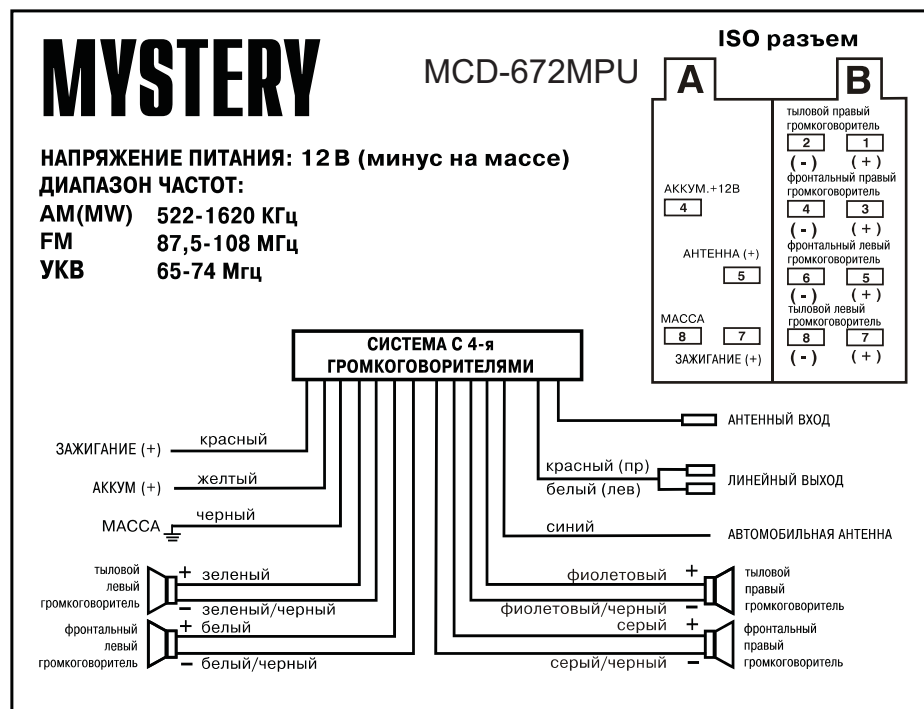 MYSTERY
MCD-672MPU
НАПРЯЖЕНИЕ ПИТАНИЯ: 12 В (минус на массе)
ДИАПАЗОН ЧАСТОТ:
АМ(MW) 522-1620 КГц
FM 87,5-108 МГц
УКВ 65-74 Мгц
ISO разъем
A
B
АККУМ.+12В
4
АНТЕННА (+)
5
МАССА
8 7
ЗАЖИГАНИЕ (+)
тыловой правый
громкоговоритель
2 1
(-) (+)
фронтальный правый
громкоговоритель
4 3
(-) (+)
фронтальный левый
громкоговоритель
6 5
(-) (+)
тыловой левый
громкоговоритель
8 7
(-) (+)
СИСТЕМА С 4-я
ГРОМКОГОВОРИТЕЛЯМИ
ЗАЖИГАНИЕ (+) красный
АККУМ (+) желтый
МАССА черный
тыловой
левый
громкоговоритель
+ зеленый
- зеленый/черный
фронтальный
левый
громкоговоритель
+ белый
- белый/черный
АНТЕННЫЙ ВХОД
красный (пр)
белый (лев)
ЛИНЕЙНЫЙ ВЫХОД
синий АВТОМОБИЛЬНАЯ АНТЕННА
фиолетовый +
фиолетовый/черный -
тыловой
правый
громкоговоритель
серый +
серый/черный -
фронтальный
правый
громкоговоритель